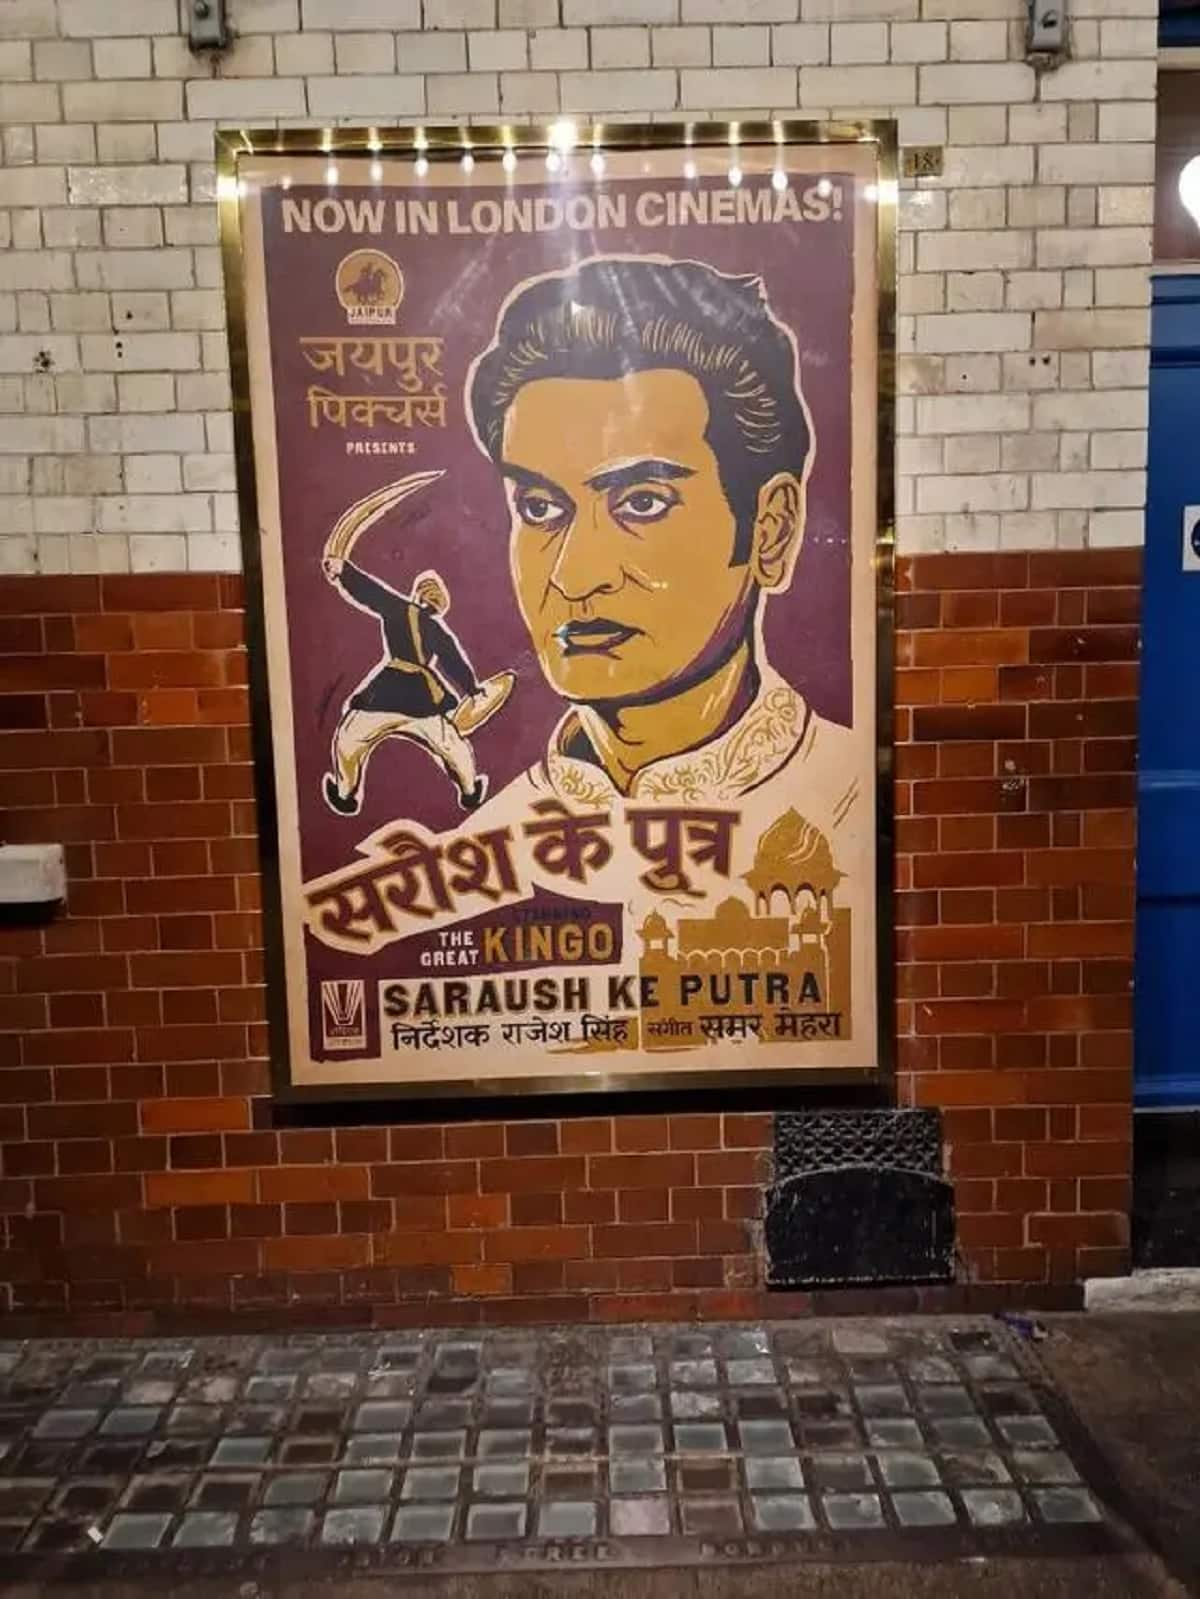 NOW IN LONDON CINEMAS!
JAIPUR
जयपुर
पिक्चर्स
PRESENTS
सरौश के पुत्र
STARRING
THE GREAT KINGO
SARAUSH KE PUTRA
निर्देशक राजेश सिंह संगीत समर मेहरा
18